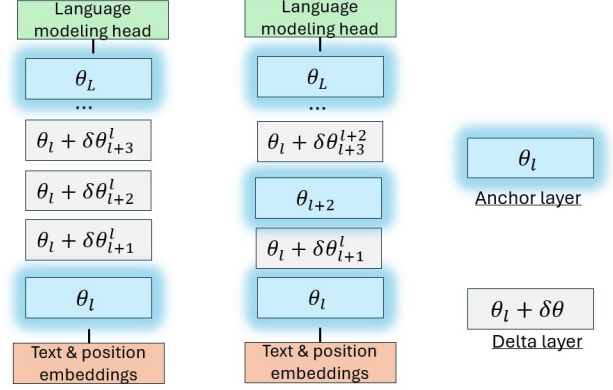 Language
modeling head
θ_L
...
θ_l + δθ^l_{l+3}
θ_l + δθ^l_{l+2}
θ_l + δθ^l_{l+1}
θ_l
Text & position
embeddings
Language
modeling head
θ_L
...
θ_l + δθ^{l+2}_{l+3}
θ_{l+2}
θ_l + δθ^l_{l+1}
θ_l
Text & position
embeddings
θ_l
Anchor layer
θ_l + δθ
Delta layer